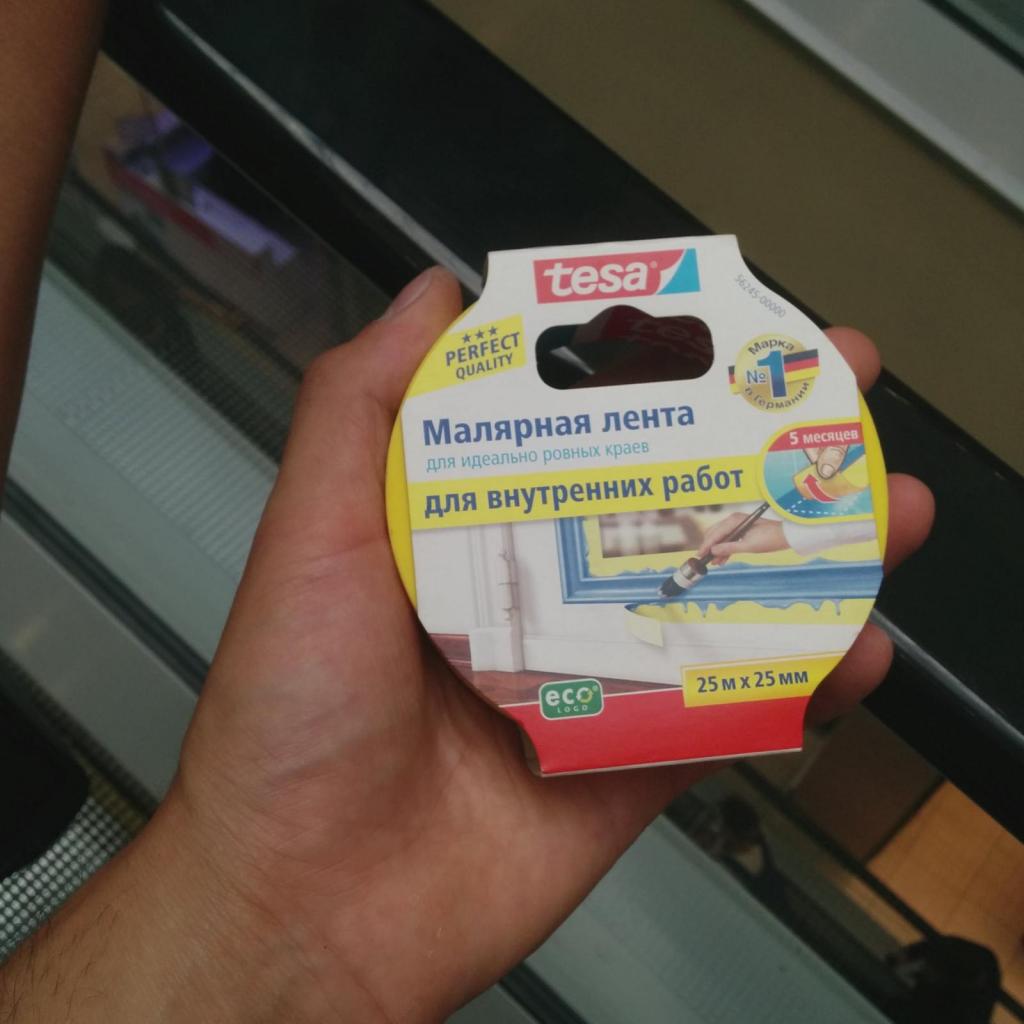 tesa®
56245-00000
PERFECT
QUALITY
Марка
№1
в Германии
Малярная лента
для идеально ровных краев
5 месяцев
для внутренних работ
25 м x 25 мм
eco®
LOGO